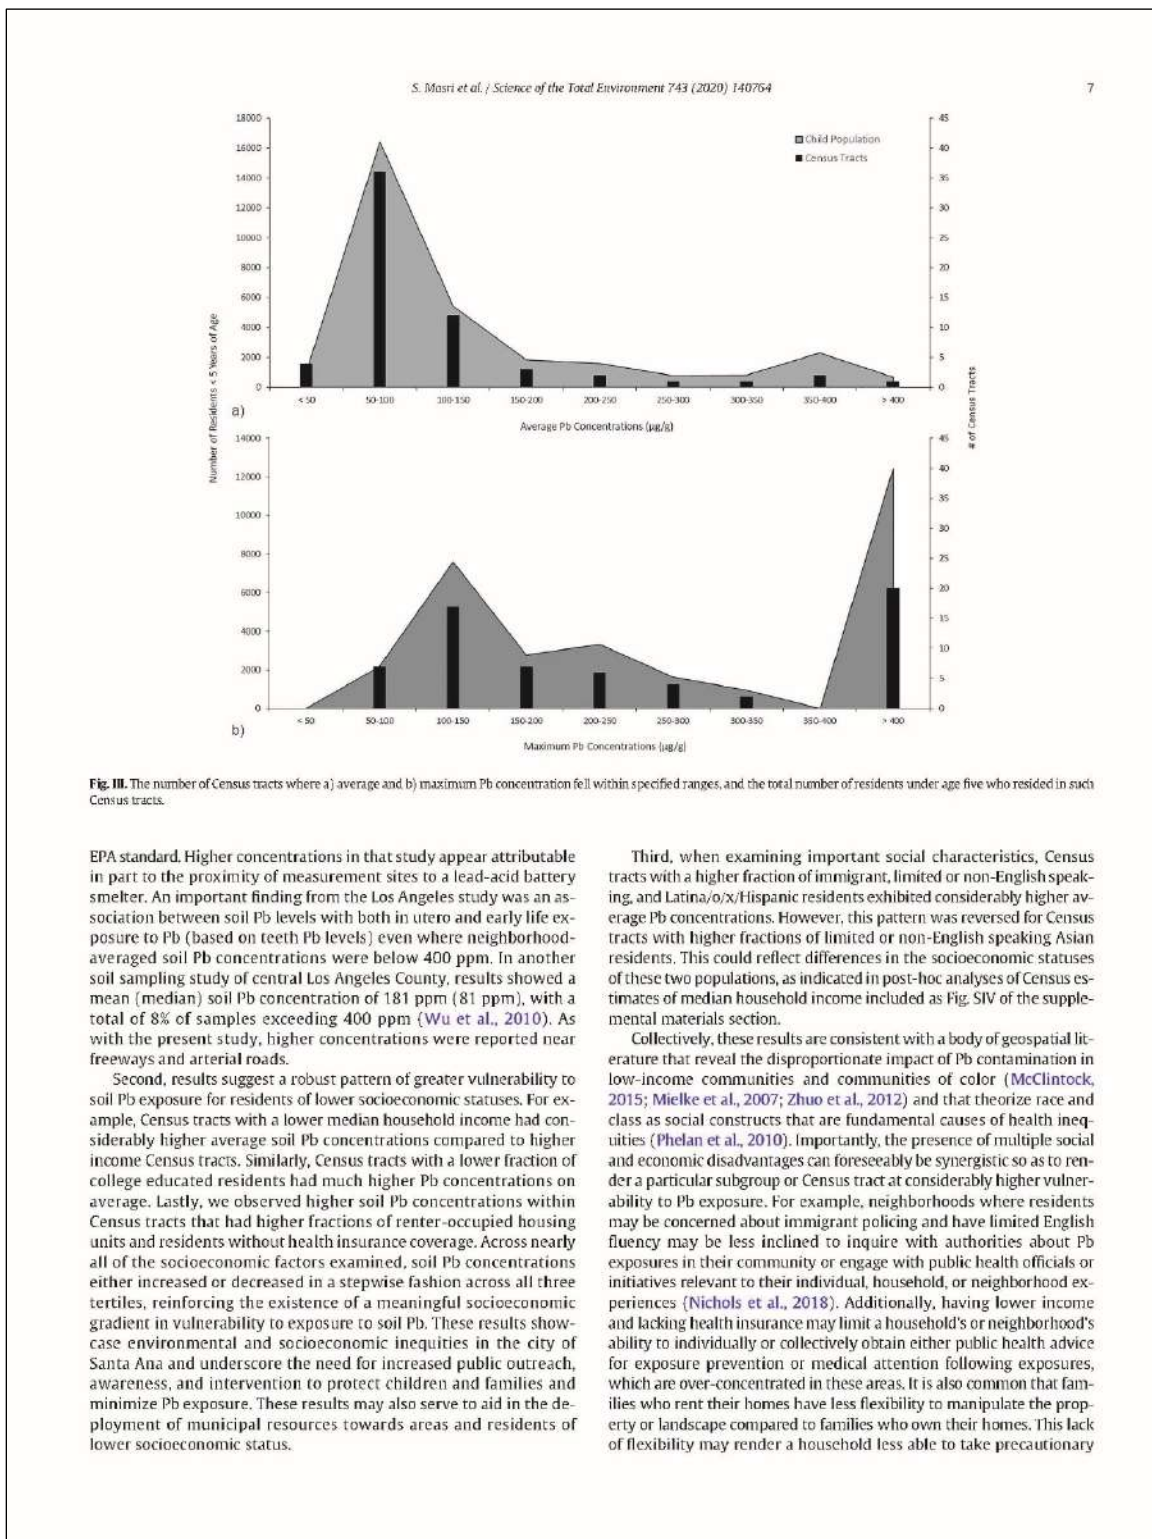 S. Masri et al. / Science of the Total Environment 743 (2020) 140764
7
18000
16000
14000
12000
10000
8000
6000
4000
2000
0
45
40
35
30
25
20
15
10
5
0
Child Population
Census Tracts
< 50
50-100
100-150
150-200
200-250
250-300
300-350
350-400
> 400
a)
Average Pb Concentrations (µg/g)
Number of Residents < 5 Years of Age
# of Census Tracts
14000
12000
10000
8000
6000
4000
2000
0
45
40
35
30
25
20
15
10
5
0
< 50
50-100
100-150
150-200
200-250
250-300
300-350
350-400
> 400
b)
Maximum Pb Concentrations (µg/g)
Fig. III. The number of Census tracts where a) average and b) maximum Pb concentration fell within specified ranges, and the total number of residents under age five who resided in such
Census tracts.
EPA standard. Higher concentrations in that study appear attributable
in part to the proximity of measurement sites to a lead-acid battery
smelter. An important finding from the Los Angeles study was an as-
sociation between soil Pb levels with both in utero and early life ex-
posure to Pb (based on teeth Pb levels) even where neighborhood-
averaged soil Pb concentrations were below 400 ppm. In another
soil sampling study of central Los Angeles County, results showed a
mean (median) soil Pb concentration of 181 ppm (81 ppm), with a
total of 8% of samples exceeding 400 ppm (Wu et al., 2010). As
with the present study, higher concentrations were reported near
freeways and arterial roads.
Second, results suggest a robust pattern of greater vulnerability to
soil Pb exposure for residents of lower socioeconomic statuses. For ex-
ample, Census tracts with a lower median household income had con-
siderably higher average soil Pb concentrations compared to higher
income Census tracts. Similarly, Census tracts with a lower fraction of
college educated residents had much higher Pb concentrations on
average. Lastly, we observed higher soil Pb concentrations within
Census tracts that had higher fractions of renter-occupied housing
units and residents without health insurance coverage. Across nearly
all of the socioeconomic factors examined, soil Pb concentrations
either increased or decreased in a stepwise fashion across all three
tertiles, reinforcing the existence of a meaningful socioeconomic
gradient in vulnerability to exposure to soil Pb. These results show-
case environmental and socioeconomic inequities in the city of
Santa Ana and underscore the need for increased public outreach,
awareness, and intervention to protect children and families and
minimize Pb exposure. These results may also serve to aid in the de-
ployment of municipal resources towards areas and residents of
lower socioeconomic status.
Third, when examining important social characteristics, Census
tracts with a higher fraction of immigrant, limited or non-English speak-
ing, and Latina/o/x/Hispanic residents exhibited considerably higher av-
erage Pb concentrations. However, this pattern was reversed for Census
tracts with higher fractions of limited or non-English speaking Asian
residents. This could reflect differences in the socioeconomic statuses
of these two populations, as indicated in post-hoc analyses of Census es-
timates of median household income included as Fig. SIV of the supple-
mental materials section.
Collectively, these results are consistent with a body of geospatial lit-
erature that reveal the disproportionate impact of Pb contamination in
low-income communities and communities of color (McClintock,
2015; Mielke et al., 2007; Zhuo et al., 2012) and that theorize race and
class as social constructs that are fundamental causes of health ineq-
uities (Phelan et al., 2010). Importantly, the presence of multiple social
and economic disadvantages can foreseeably be synergistic so as to ren-
der a particular subgroup or Census tract at considerably higher vulner-
ability to Pb exposure. For example, neighborhoods where residents
may be concerned about immigrant policing and have limited English
fluency may be less inclined to inquire with authorities about Pb
exposures in their community or engage with public health officials or
initiatives relevant to their individual, household, or neighborhood ex-
periences (Nichols et al., 2018). Additionally, having lower income
and lacking health insurance may limit a household's or neighborhood's
ability to individually or collectively obtain either public health advice
for exposure prevention or medical attention following exposures,
which are over-concentrated in these areas. It is also common that fam-
ilies who rent their homes have less flexibility to manipulate the prop-
erty or landscape compared to families who own their homes. This lack
of flexibility may render a household less able to take precautionary